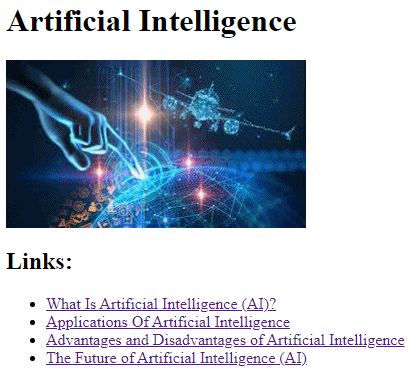 Artificial Intelligence
Links:
What Is Artificial Intelligence (AI)?
Applications Of Artificial Intelligence
Advantages and Disadvantages of Artificial Intelligence
The Future of Artificial Intelligence (AI)